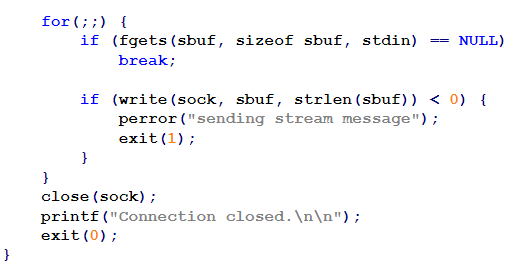 for(;;) {
if (fgets(sbuf, sizeof sbuf, stdin) == NULL)
break;
if (write(sock, sbuf, strlen(sbuf)) < 0) {
perror("sending stream message");
exit(1);
}
}
close(sock);
printf("Connection closed.\n\n");
exit(0);
}